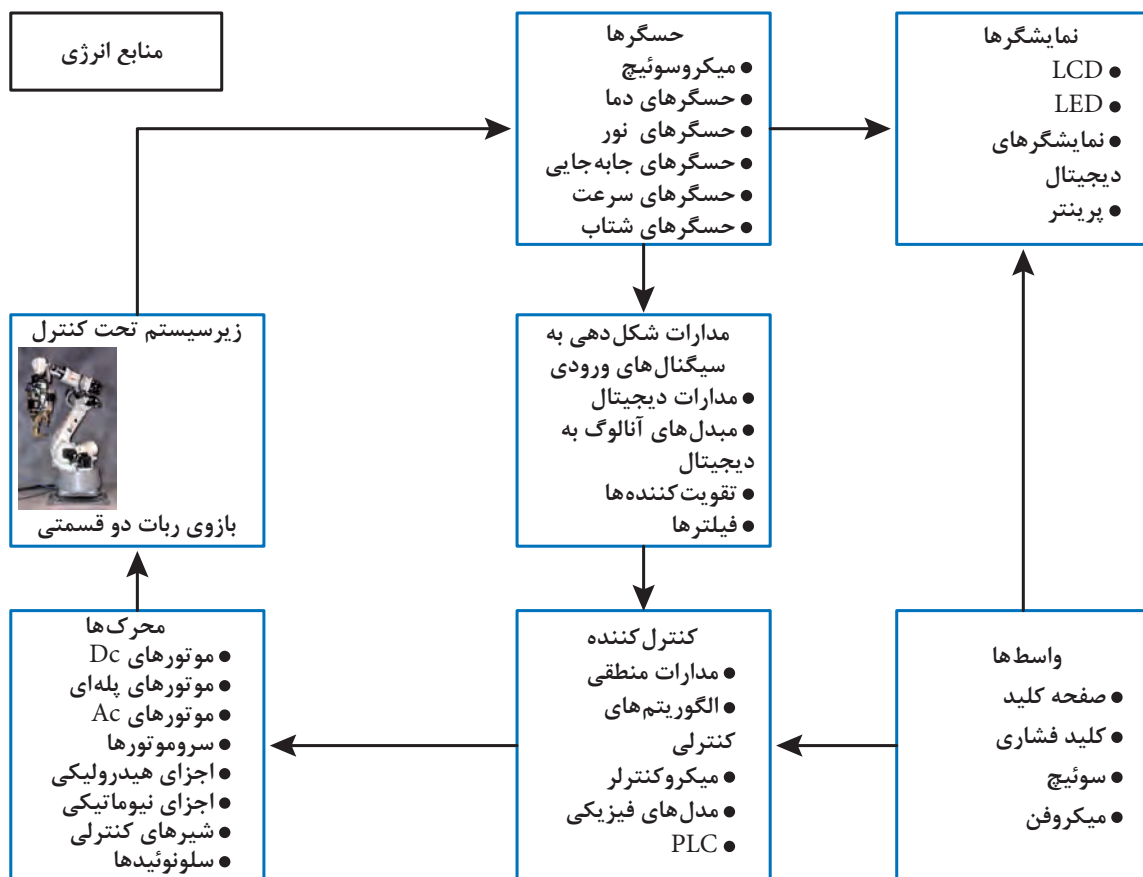 منابع انرژی
حسگرها
● میکروسوئیچ
● حسگرهای دما
● حسگرهای نور
● حسگرهای جابه‌جایی
● حسگرهای سرعت
● حسگرهای شتاب
نمایشگرها
● LCD
● LED
● نمایشگرهای
دیجیتال
● پرینتر
زیرسیستم تحت کنترل
بازوی ربات دو قسمتی
مدارات شکل‌دهی به
سیگنال‌های ورودی
● مدارات دیجیتال
● مبدل‌های آنالوگ به
دیجیتال
● تقویت‌کننده‌ها
● فیلترها
محرک‌ها
● موتورهای Dc
● موتورهای پله‌ای
● موتورهای Ac
● سروموتورها
● اجزای هیدرولیکی
● اجزای نیوماتیکی
● شیرهای کنترلی
● سلونوئیدها
کنترل‌کننده
● مدارات منطقی
● الگوریتم‌های
کنترلی
● میکروکنترلر
● مدل‌های فیزیکی
● PLC
واسط‌ها
● صفحه کلید
● کلید فشاری
● سوئیچ
● میکروفن